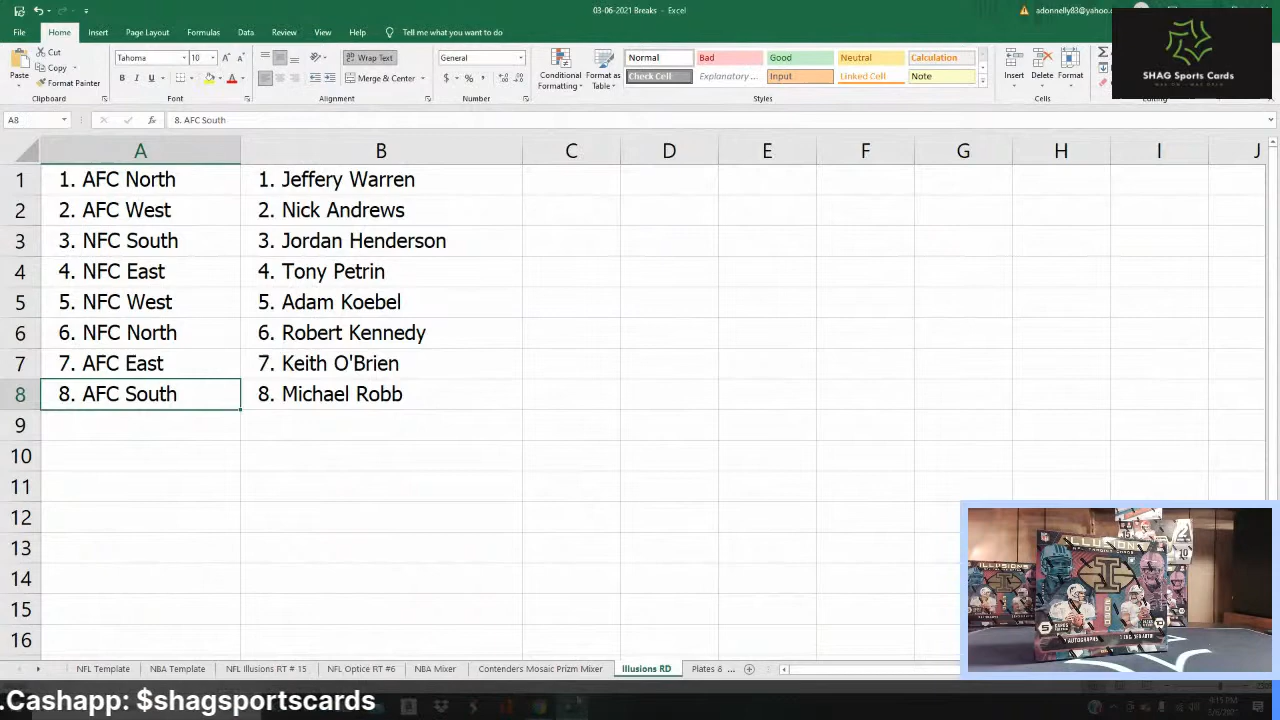 03-06-2021 Breaks - Excel
adonnelly83@yahoo.c
File Home Insert Page Layout Formulas Data Review View Help Tell me what you want to do
Paste
Cut
Copy
Format Painter
Clipboard
Tahoma 10
B I U
Font
Wrap Text
Merge & Center
Alignment
General
$ % ,
Number
Conditional Formatting
Format as Table
Normal Bad Good Neutral Calculation
Check Cell Explanatory ... Input Linked Cell Note
Styles
Insert Delete Format
Cells
Editing
SHAG Sports Cards
A8 fx 8. AFC South
A B C D E F G H I J
1 1. AFC North 1. Jeffery Warren
2 2. AFC West 2. Nick Andrews
3 3. NFC South 3. Jordan Henderson
4 4. NFC East 4. Tony Petrin
5 5. NFC West 5. Adam Koebel
6 6. NFC North 6. Robert Kennedy
7 7. AFC East 7. Keith O'Brien
8 8. AFC South 8. Michael Robb
9
10
11
12
13
14
15
16
ILLUSIONS
NFL Template NBA Template NFL Illusions RT # 15 NFL Optice RT #6 NBA Mixer Contenders Mosaic Prizm Mixer Illusions RD Plates 8 ...
.Cashapp: $shagsportscards
4:15 PM